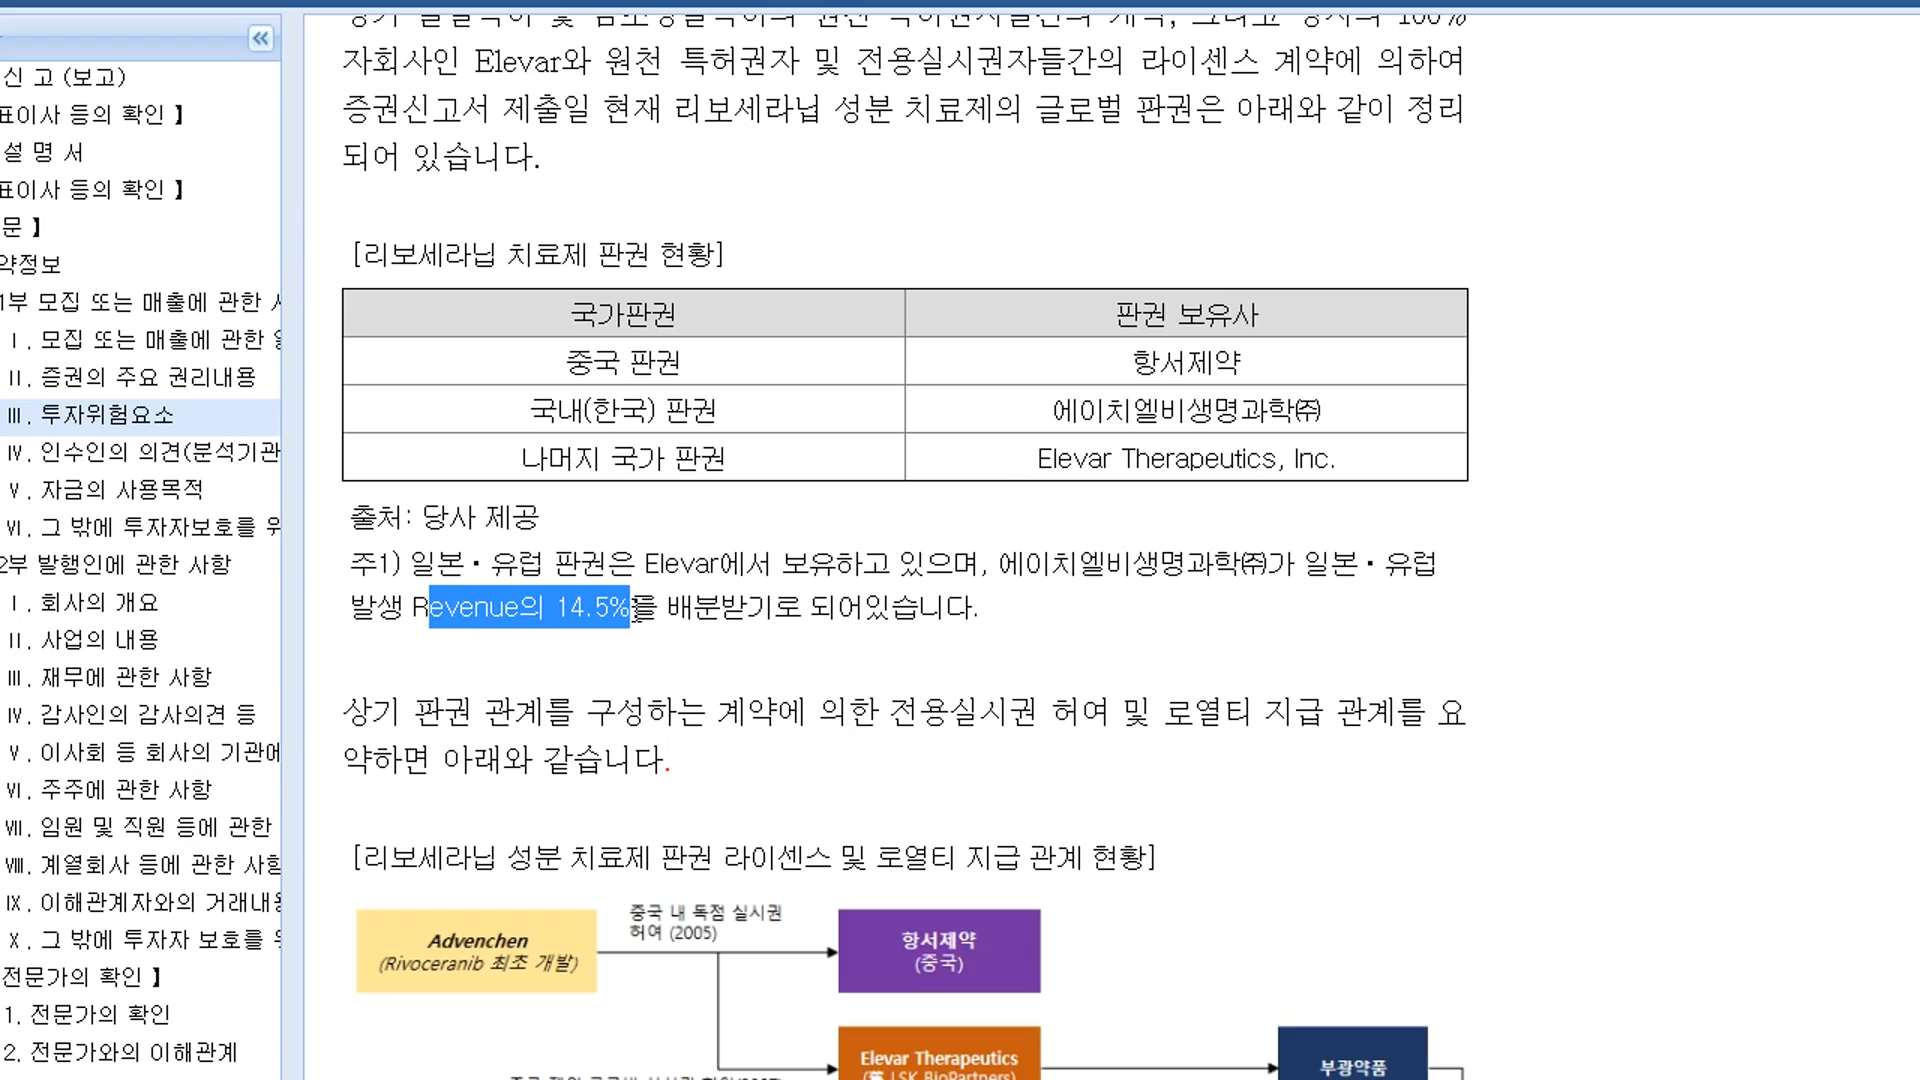 신 고 (보고)
표이사 등의 확인 】
설 명 서
표이사 등의 확인 】
문 】
약정보
1부 모집 또는 매출에 관한
Ⅰ. 모집 또는 매출에 관한
Ⅱ. 증권의 주요 권리내용
Ⅲ. 투자위험요소
Ⅳ. 인수인의 의견(분석기관
Ⅴ. 자금의 사용목적
Ⅵ. 그 밖에 투자자보호를 위
2부 발행인에 관한 사항
Ⅰ. 회사의 개요
Ⅱ. 사업의 내용
Ⅲ. 재무에 관한 사항
Ⅳ. 감사인의 감사의견 등
Ⅴ. 이사회 등 회사의 기관에
Ⅵ. 주주에 관한 사항
Ⅶ. 임원 및 직원 등에 관한
Ⅷ. 계열회사 등에 관한 사항
Ⅸ. 이해관계자와의 거래내용
Ⅹ. 그 밖에 투자자 보호를
전문가의 확인 】
1. 전문가의 확인
2. 전문가와의 이해관계
자회사인 Elevar와 원천 특허권자 및 전용실시권자들간의 라이센스 계약에 의하여
증권신고서 제출일 현재 리보세라닙 성분 치료제의 글로벌 판권은 아래와 같이 정리
되어 있습니다.
[리보세라닙 치료제 판권 현황]
국가판권 판권 보유사
중국 판권 항서제약
국내(한국) 판권 에이치엘비생명과학㈜
나머지 국가 판권 Elevar Therapeutics, Inc.
출처: 당사 제공
주1) 일본·유럽 판권은 Elevar에서 보유하고 있으며, 에이치엘비생명과학㈜가 일본·유럽
발생 Revenue의 14.5%를 배분받기로 되어있습니다.
상기 판권 관계를 구성하는 계약에 의한 전용실시권 허여 및 로열티 지급 관계를 요
약하면 아래와 같습니다.
[리보세라닙 성분 치료제 판권 라이센스 및 로열티 지급 관계 현황]
Advenchen
(Rivoceranib 최초 개발)
중국 내 독점 실시권
허여 (2005)
항서제약
(중국)
Elevar Therapeutics
(舊 LSK BioPartners)
부광약품